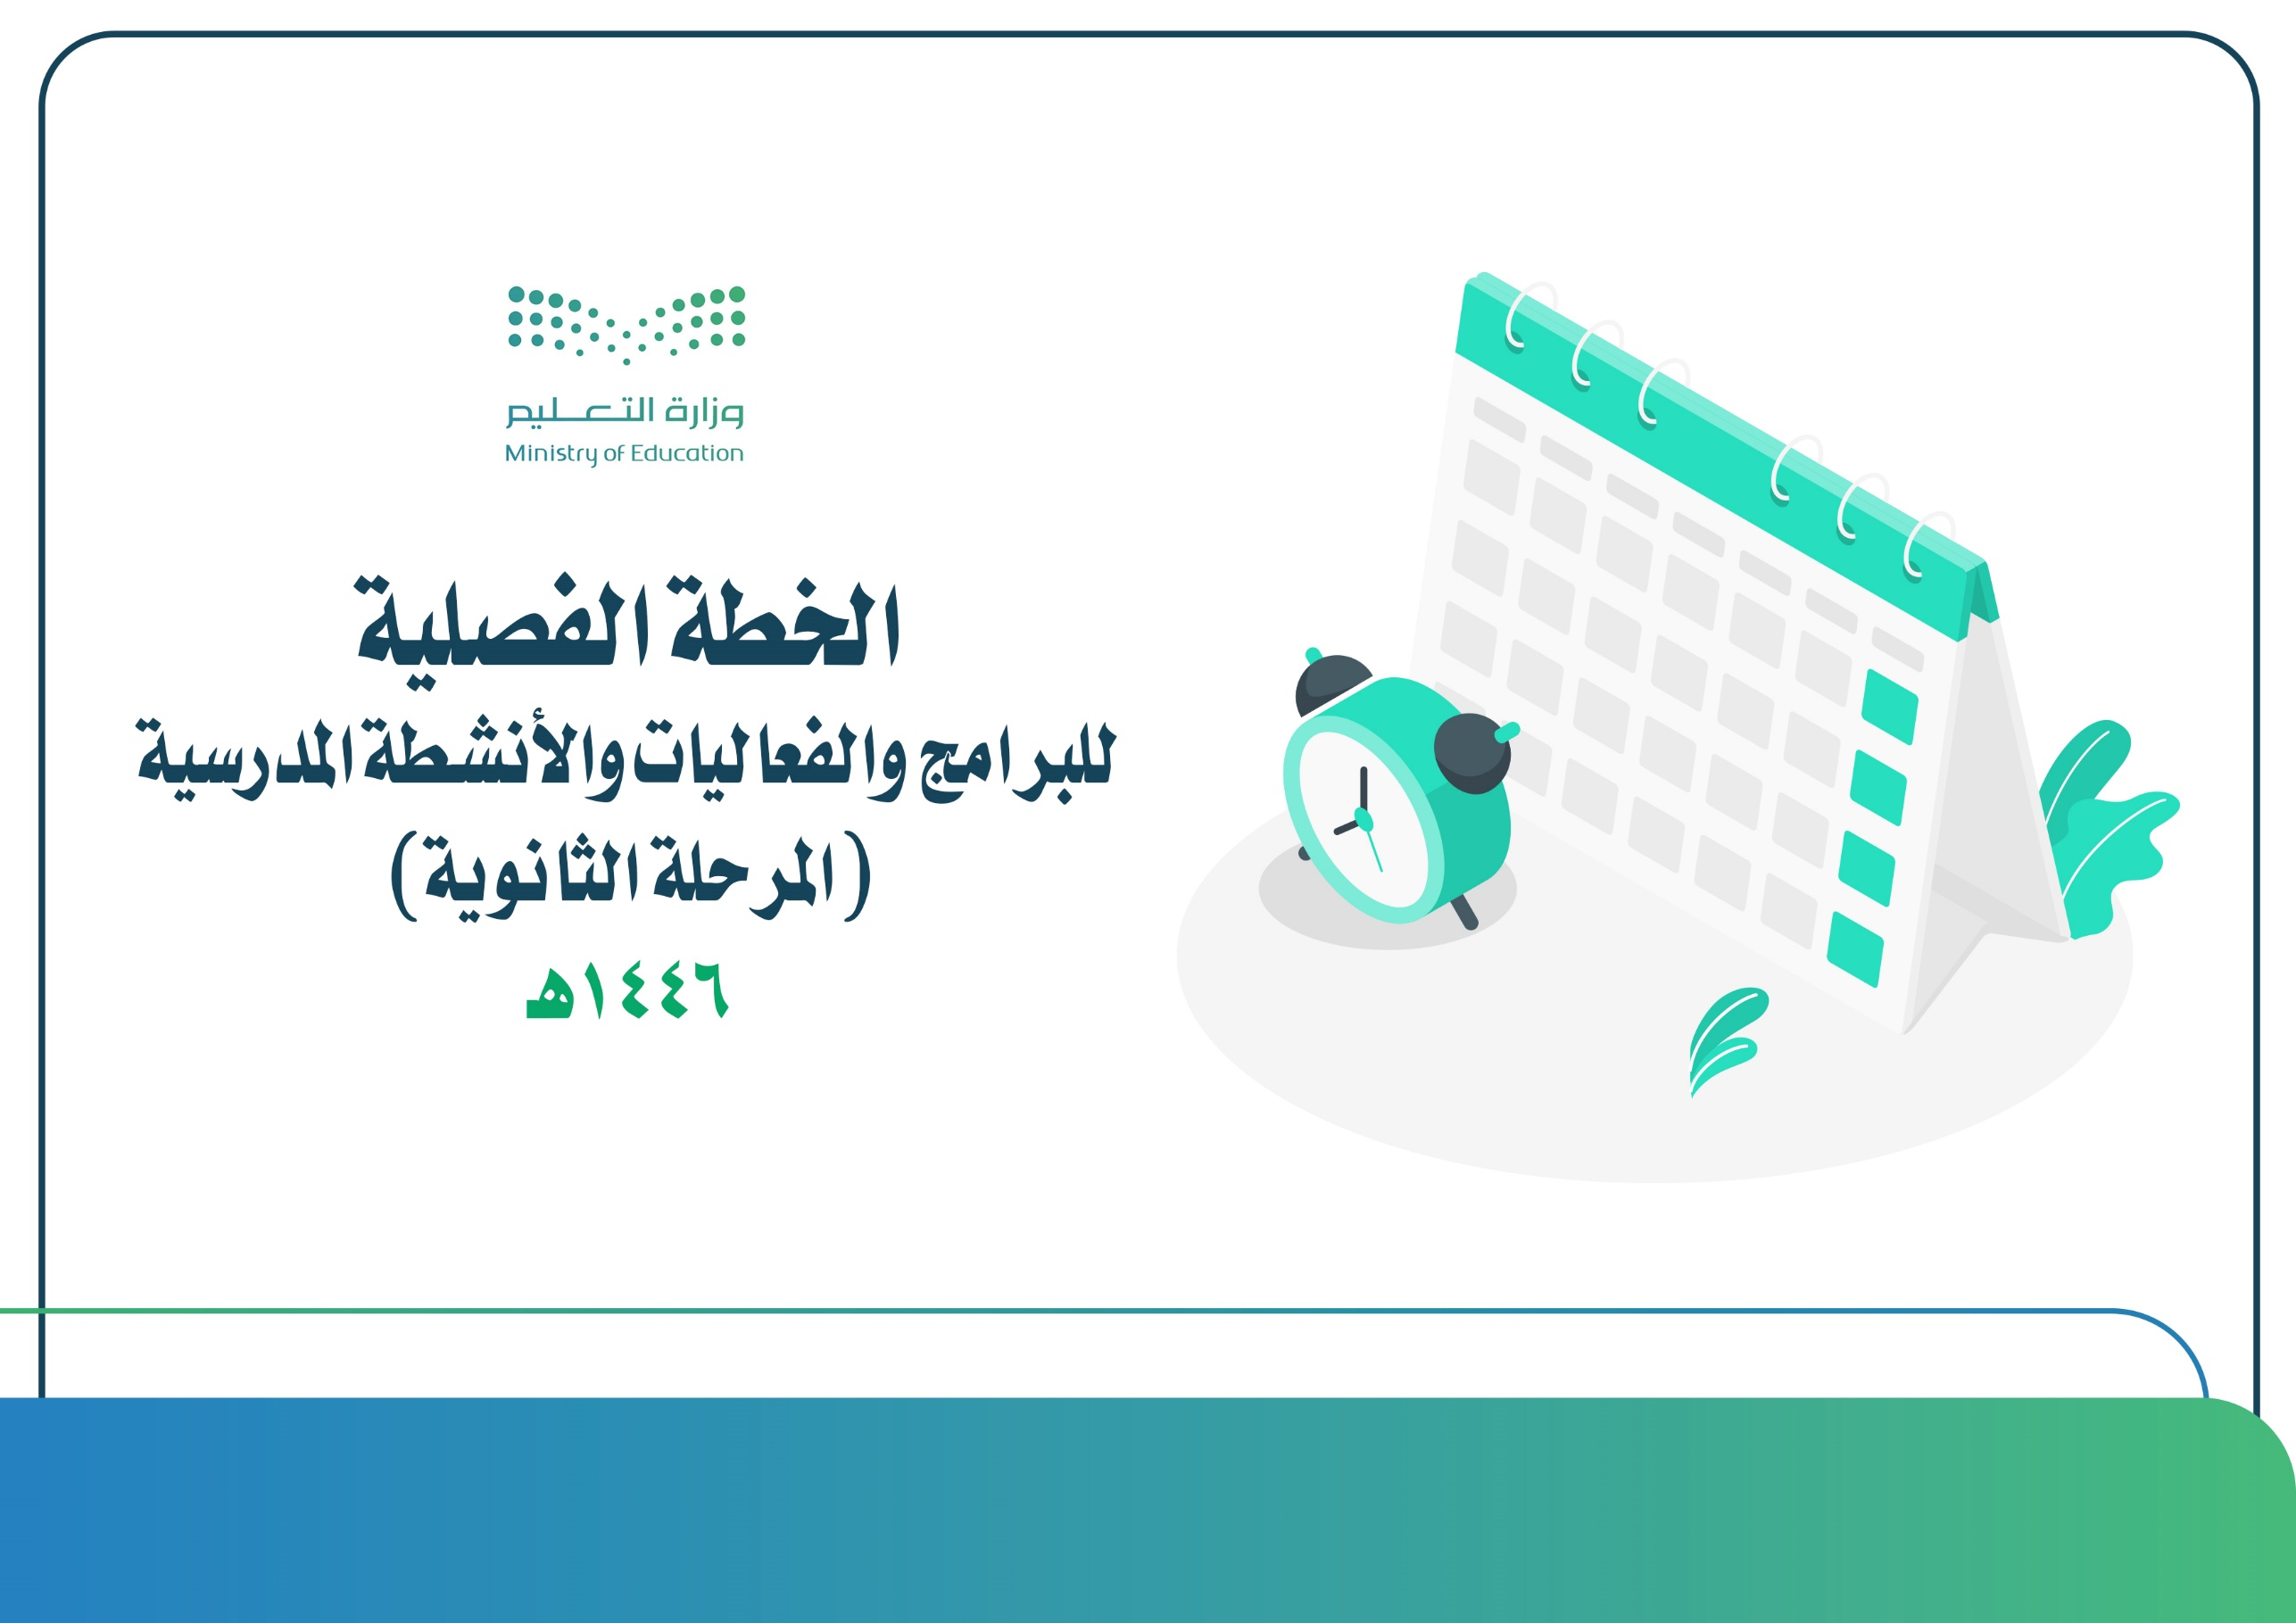 وزارة التعليم
Ministry of Education
الخطة الفصلية
للبرامج والفعاليات والأنشطة المدرسية
(المرحلة الثانوية)
١٤٤٦هـ